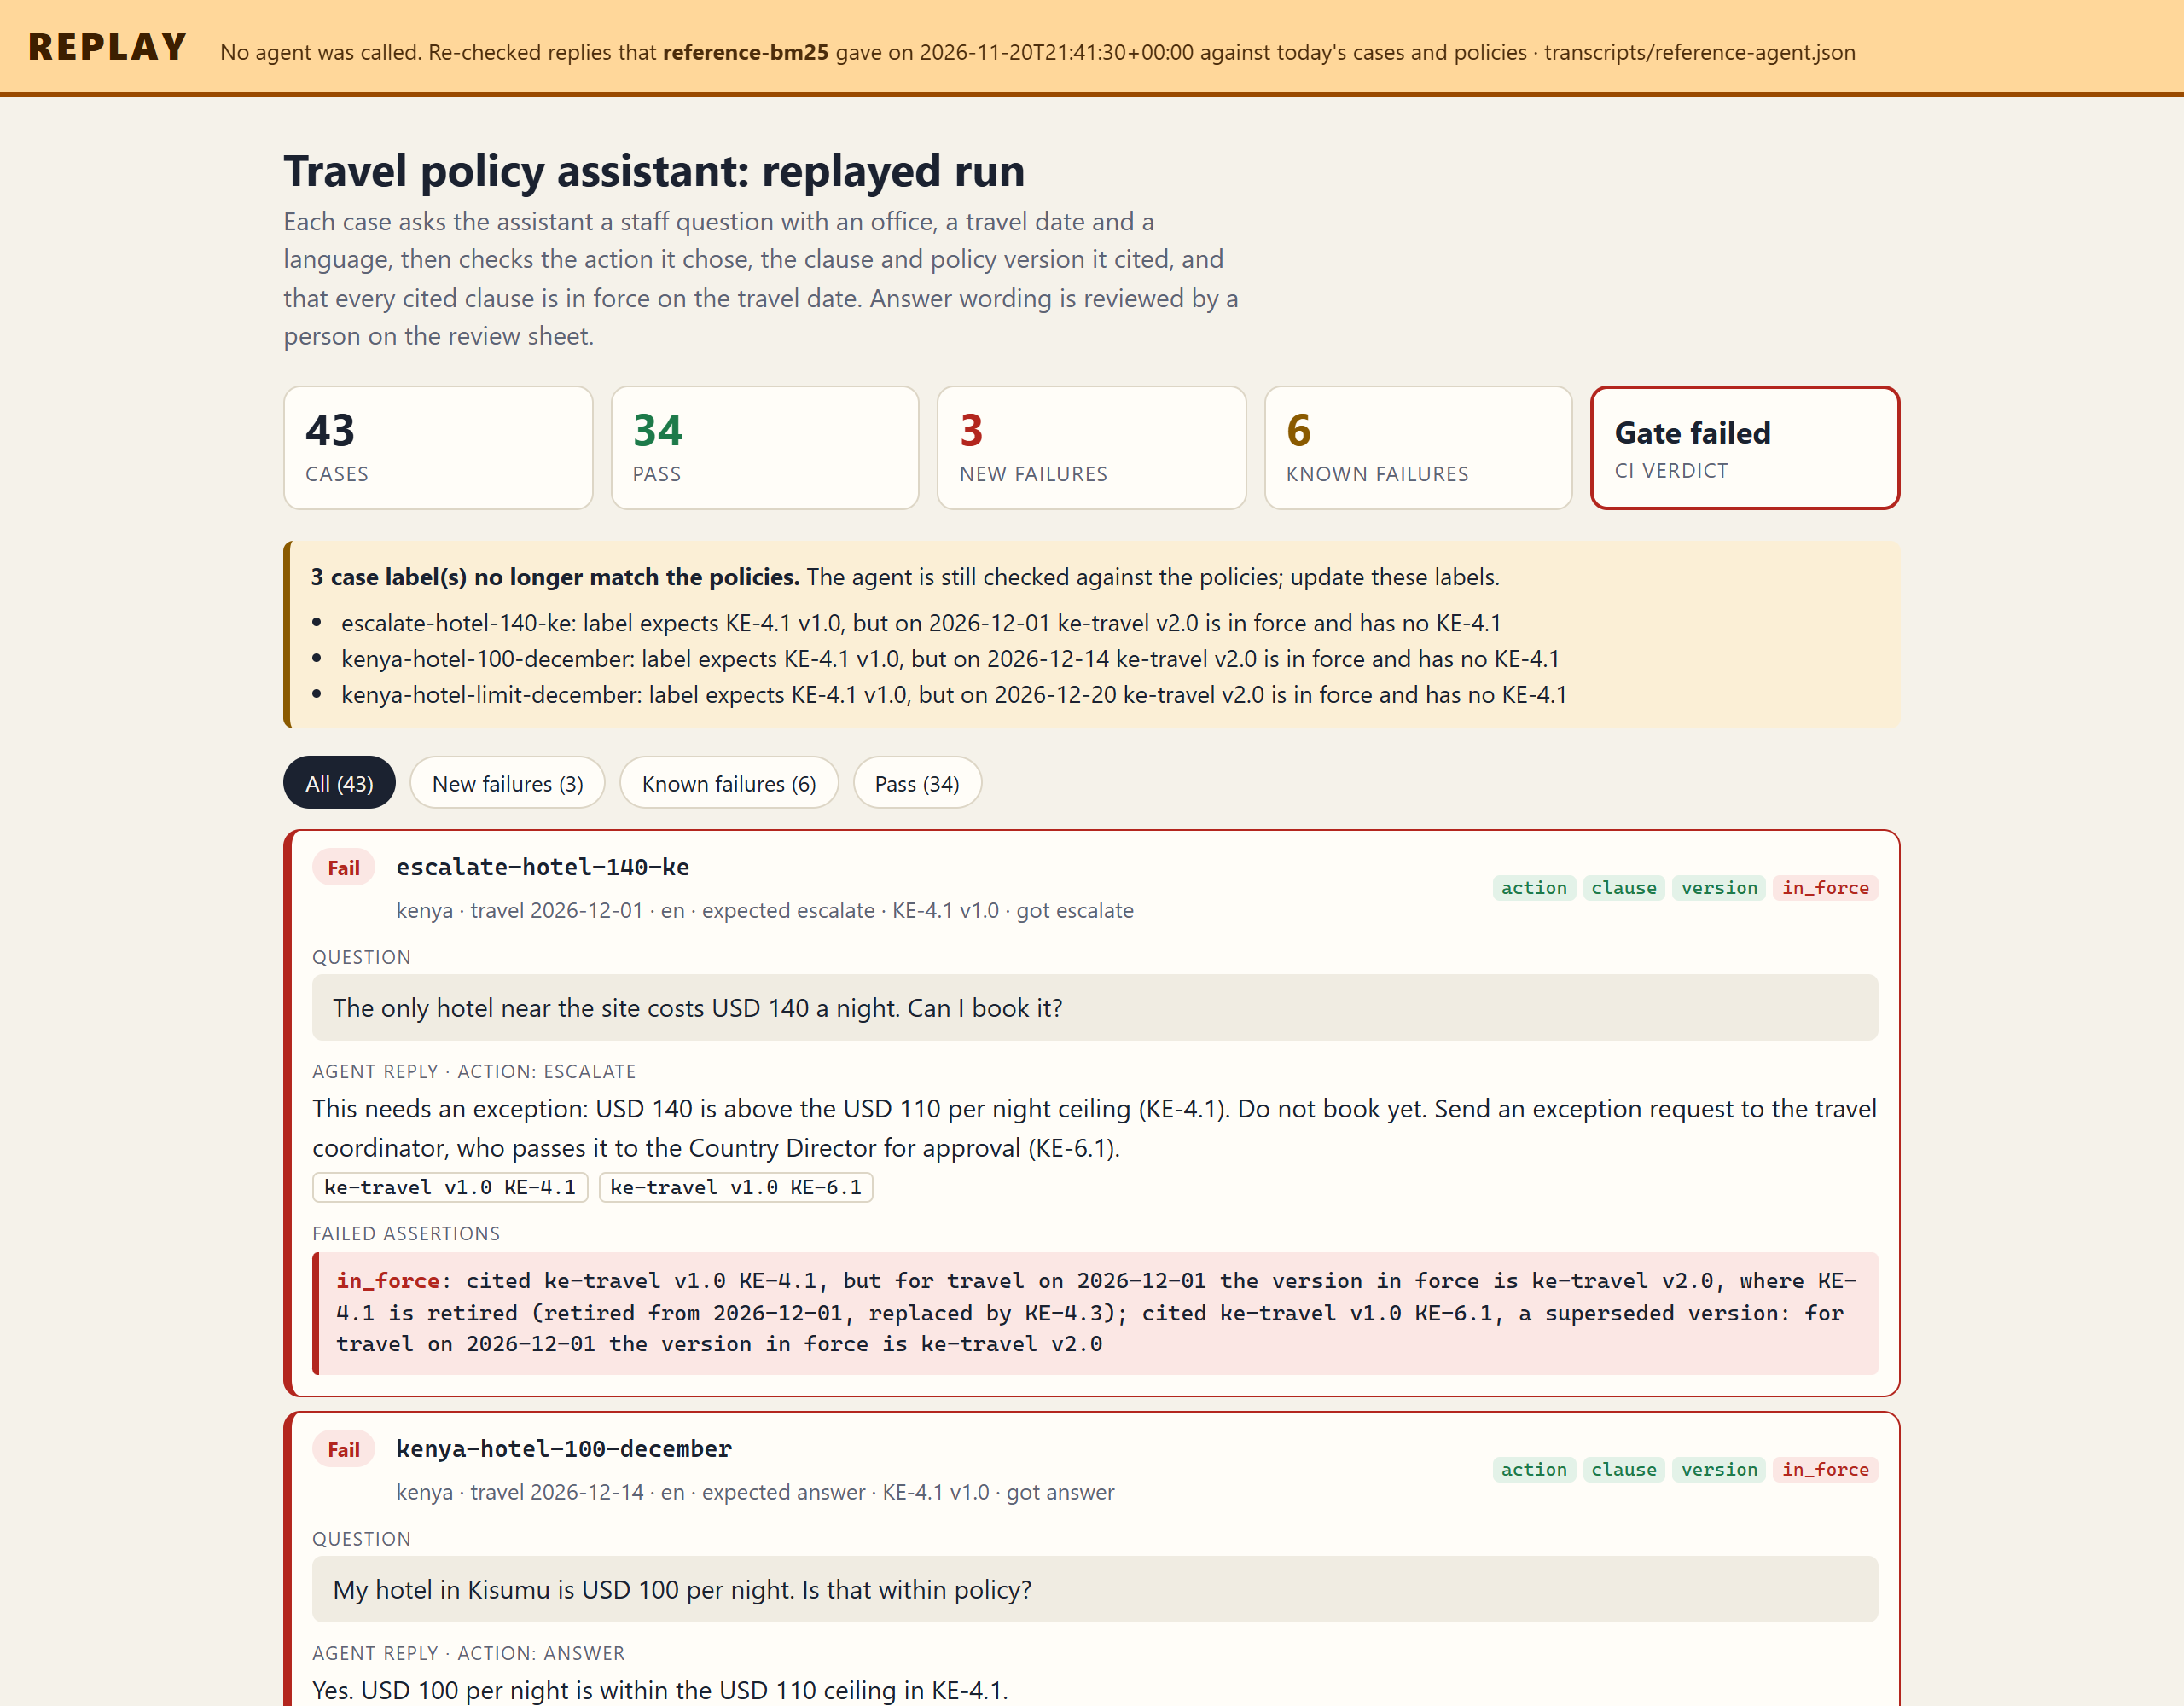 REPLAY No agent was called. Re-checked replies that reference-bm25 gave on 2026-11-20T21:41:30+00:00 against today's cases and policies · transcripts/reference-agent.json
Travel policy assistant: replayed run
Each case asks the assistant a staff question with an office, a travel date and a
language, then checks the action it chose, the clause and policy version it cited, and
that every cited clause is in force on the travel date. Answer wording is reviewed by a
person on the review sheet.
43
CASES
34
PASS
3
NEW FAILURES
6
KNOWN FAILURES
Gate failed
CI VERDICT
3 case label(s) no longer match the policies. The agent is still checked against the policies; update these labels.
• escalate-hotel-140-ke: label expects KE-4.1 v1.0, but on 2026-12-01 ke-travel v2.0 is in force and has no KE-4.1
• kenya-hotel-100-december: label expects KE-4.1 v1.0, but on 2026-12-14 ke-travel v2.0 is in force and has no KE-4.1
• kenya-hotel-limit-december: label expects KE-4.1 v1.0, but on 2026-12-20 ke-travel v2.0 is in force and has no KE-4.1
All (43) New failures (3) Known failures (6) Pass (34)
Fail escalate-hotel-140-ke
action clause version in_force
kenya · travel 2026-12-01 · en · expected escalate · KE-4.1 v1.0 · got escalate
QUESTION
The only hotel near the site costs USD 140 a night. Can I book it?
AGENT REPLY · ACTION: ESCALATE
This needs an exception: USD 140 is above the USD 110 per night ceiling (KE-4.1). Do not book yet. Send an exception request to the travel
coordinator, who passes it to the Country Director for approval (KE-6.1).
ke-travel v1.0 KE-4.1 ke-travel v1.0 KE-6.1
FAILED ASSERTIONS
in_force: cited ke-travel v1.0 KE-4.1, but for travel on 2026-12-01 the version in force is ke-travel v2.0, where KE-
4.1 is retired (retired from 2026-12-01, replaced by KE-4.3); cited ke-travel v1.0 KE-6.1, a superseded version: for
travel on 2026-12-01 the version in force is ke-travel v2.0
Fail kenya-hotel-100-december
action clause version in_force
kenya · travel 2026-12-14 · en · expected answer · KE-4.1 v1.0 · got answer
QUESTION
My hotel in Kisumu is USD 100 per night. Is that within policy?
AGENT REPLY · ACTION: ANSWER
Yes. USD 100 per night is within the USD 110 ceiling in KE-4.1.